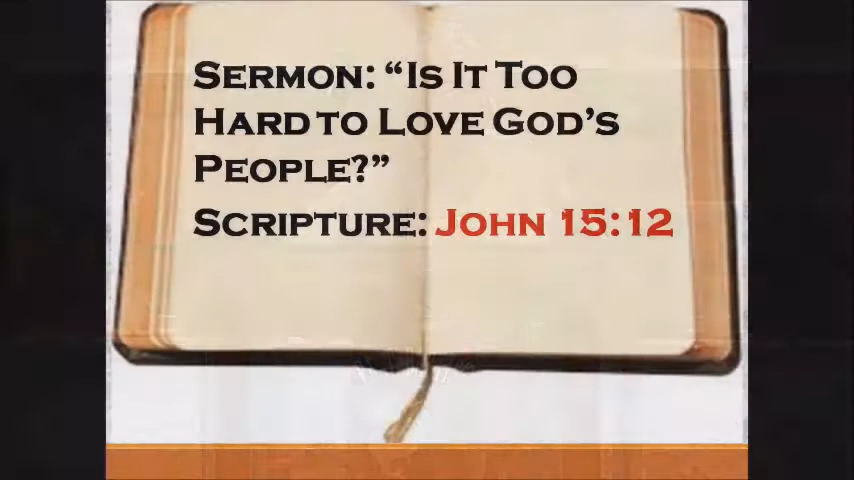 Sermon: “Is It Too
Hard to Love God’s
People?”
Scripture: John 15:12